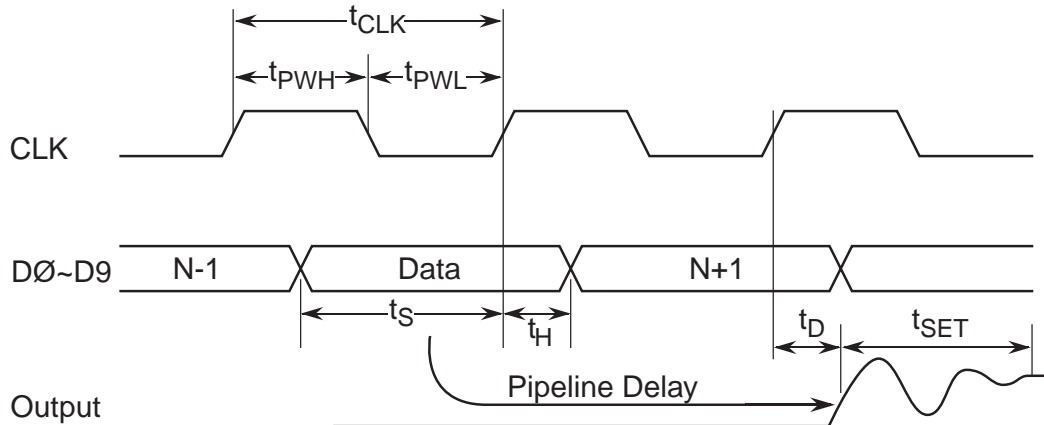 tCLK
tPWH tPWL
CLK
DØ~D9 N-1 Data N+1
tS tH tD tSET
Pipeline Delay
Output